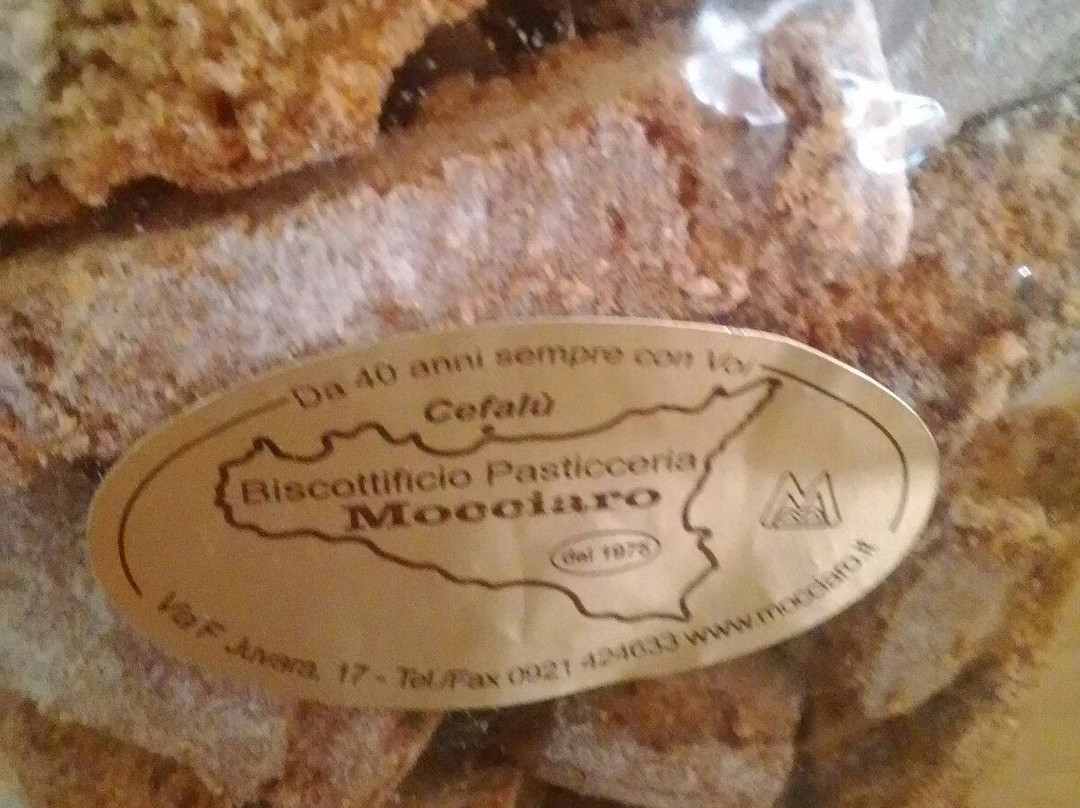 Da 40 anni sempre con Voi
Cefalù
Biscottificio Pasticceria
Mocciaro
dal 1975
Via F. Juvara, 17 - Tel./Fax 0921 424633 www.mocciaro.it